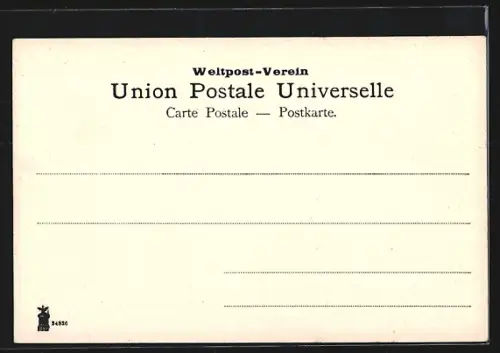 Weltpost-Verein
Union Postale Universelle
Carte Postale — Postkarte.
34836